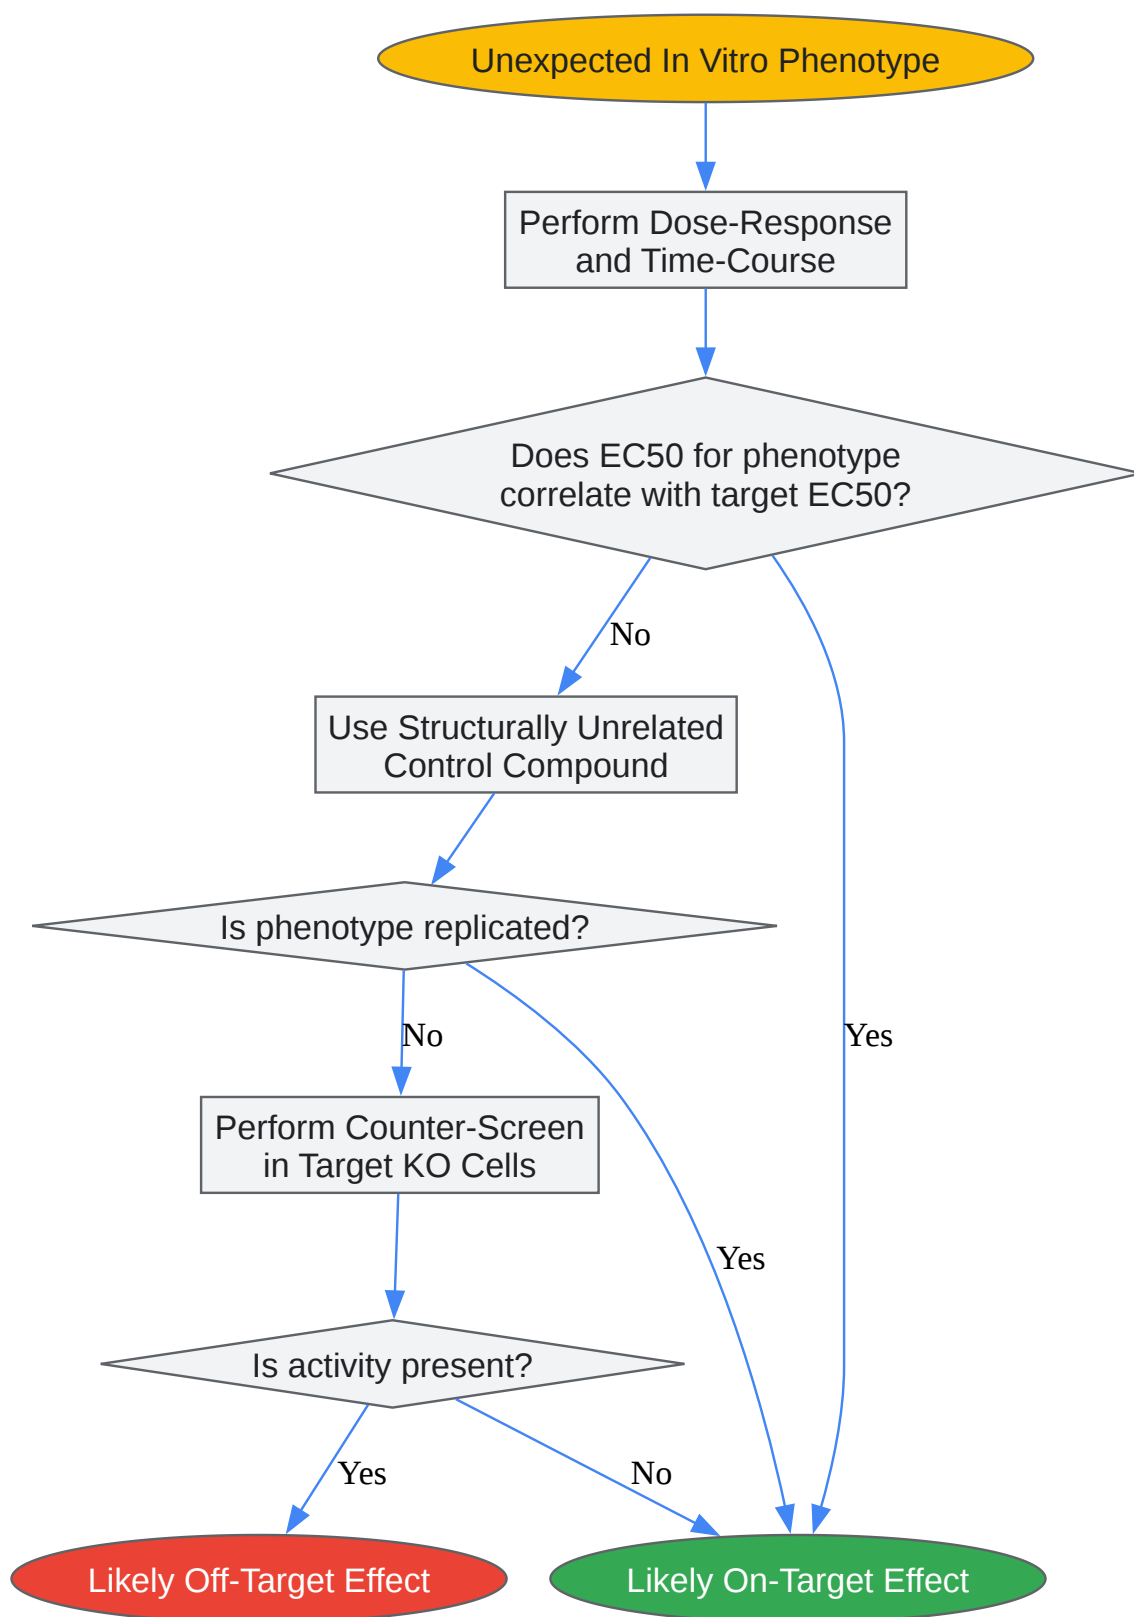 Unexpected In Vitro Phenotype
Perform Dose-Response
and Time-Course
Does EC50 for phenotype
correlate with target EC50?
No
Use Structurally Unrelated
Control Compound
Is phenotype replicated?
No
Yes
Perform Counter-Screen
in Target KO Cells
Yes
Is activity present?
Yes
No
Likely Off-Target Effect
Likely On-Target Effect